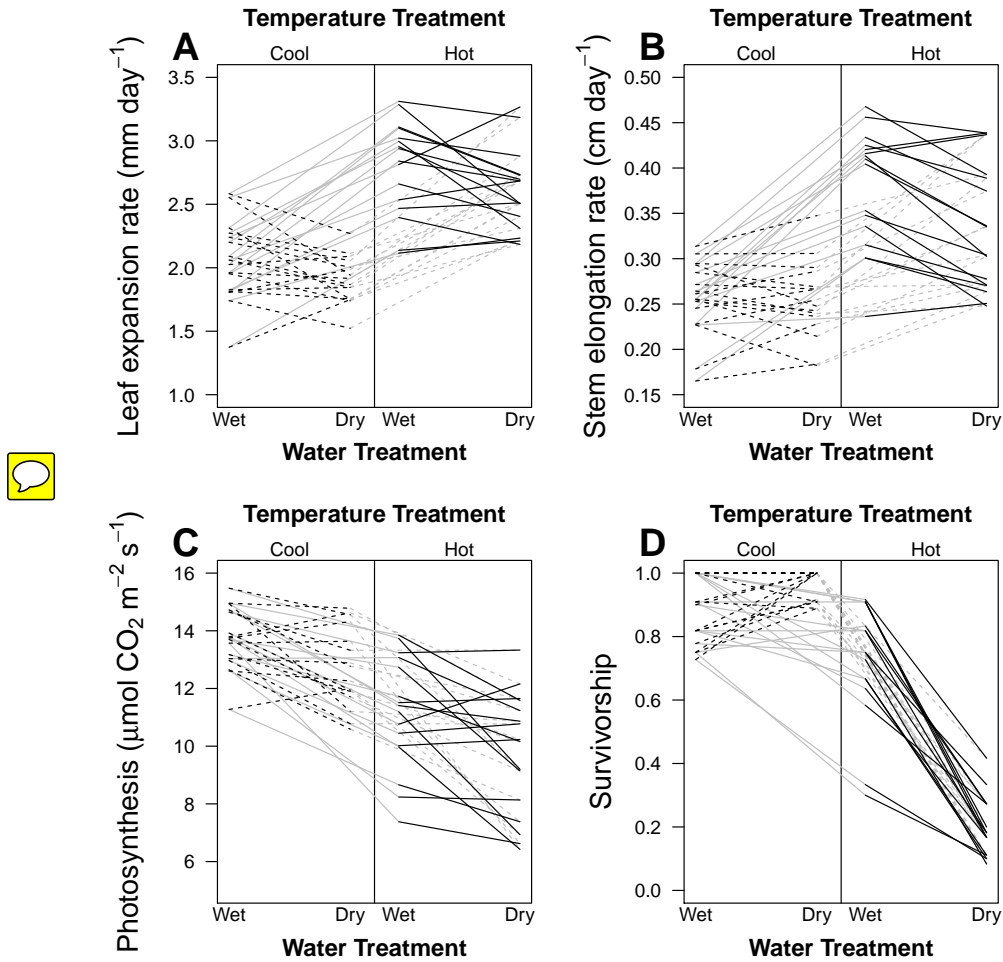 Temperature Treatment
A
Cool Hot
Leaf expansion rate (mm day−1)
3.5
3.0
2.5
2.0
1.5
1.0
Wet Dry Wet Dry
Water Treatment
Temperature Treatment
B
Cool Hot
Stem elongation rate (cm day−1)
0.50
0.45
0.40
0.35
0.30
0.25
0.20
0.15
Wet Dry Wet Dry
Water Treatment
Temperature Treatment
C
Cool Hot
Photosynthesis (μmol CO2 m−2 s−1)
16
14
12
10
8
6
Wet Dry Wet Dry
Water Treatment
Temperature Treatment
D
Cool Hot
Survivorship
1.0
0.8
0.6
0.4
0.2
0.0
Wet Dry Wet Dry
Water Treatment